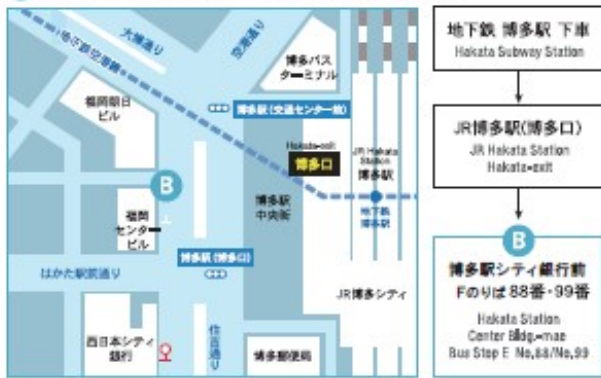 大博通り
空港通り
地下鉄空港線
博多バス
ターミナル
福岡朝日
ビル
博多駅(交通センター前)
Hakata-exit
博多口
JR Hakata
Station
博多駅
地下鉄
博多駅
B
福岡
センター
ビル
博多駅
中央街
博多駅(博多口)
はかた駅前通り
JR博多シティ
西日本シティ
銀行
住吉通り
博多郵便局
地下鉄 博多駅 下車
Hakata Subway Station
JR博多駅(博多口)
JR Hakata Station
Hakata-exit
B
博多駅シティ銀行前
Fのりば 88番・99番
Hakata Station
Center Bldg.-mae
Bus Stop E No,88/No,99